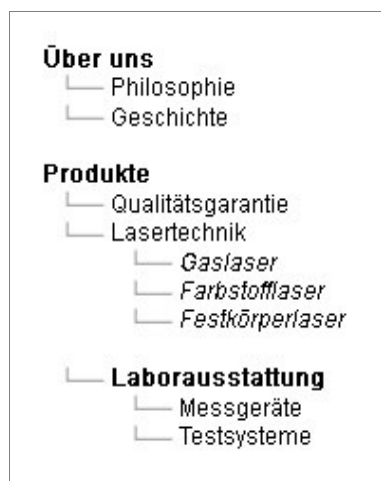 Über uns
Philosophie
Geschichte
Produkte
Qualitätsgarantie
Lasertechnik
Gaslaser
Farbstofflaser
Festkörperlaser
Laborausstattung
Messgeräte
Testsysteme